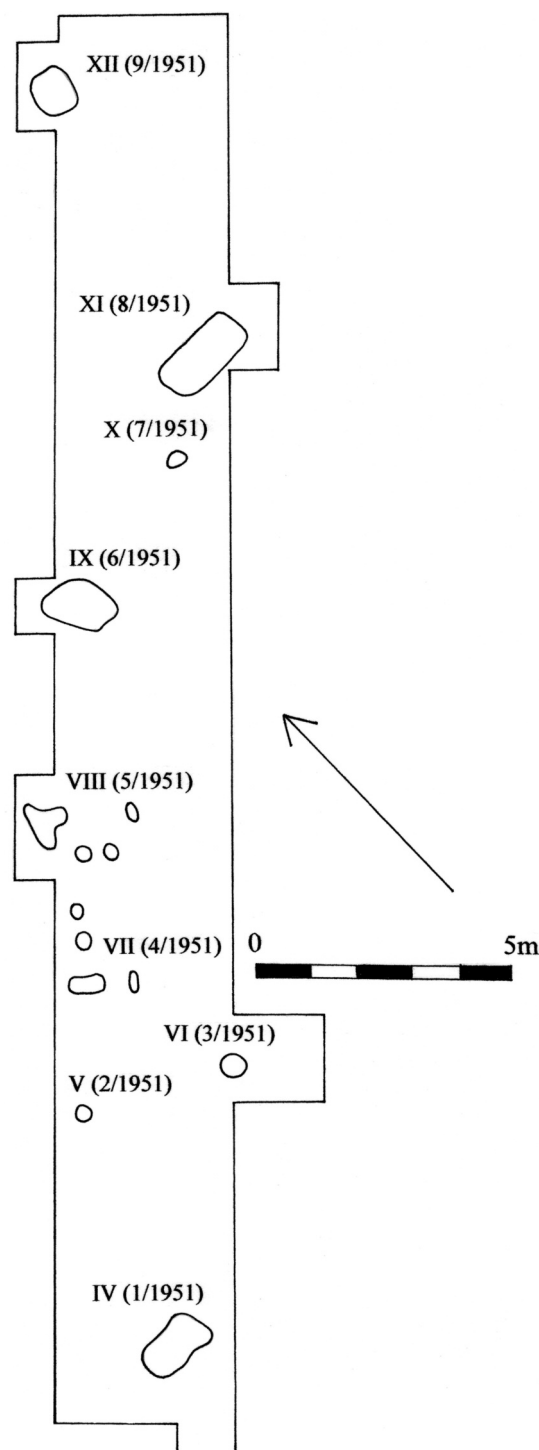 XII (9/1951)
XI (8/1951)
X (7/1951)
IX (6/1951)
VIII (5/1951)
VII (4/1951)
0 5m
VI (3/1951)
V (2/1951)
IV (1/1951)